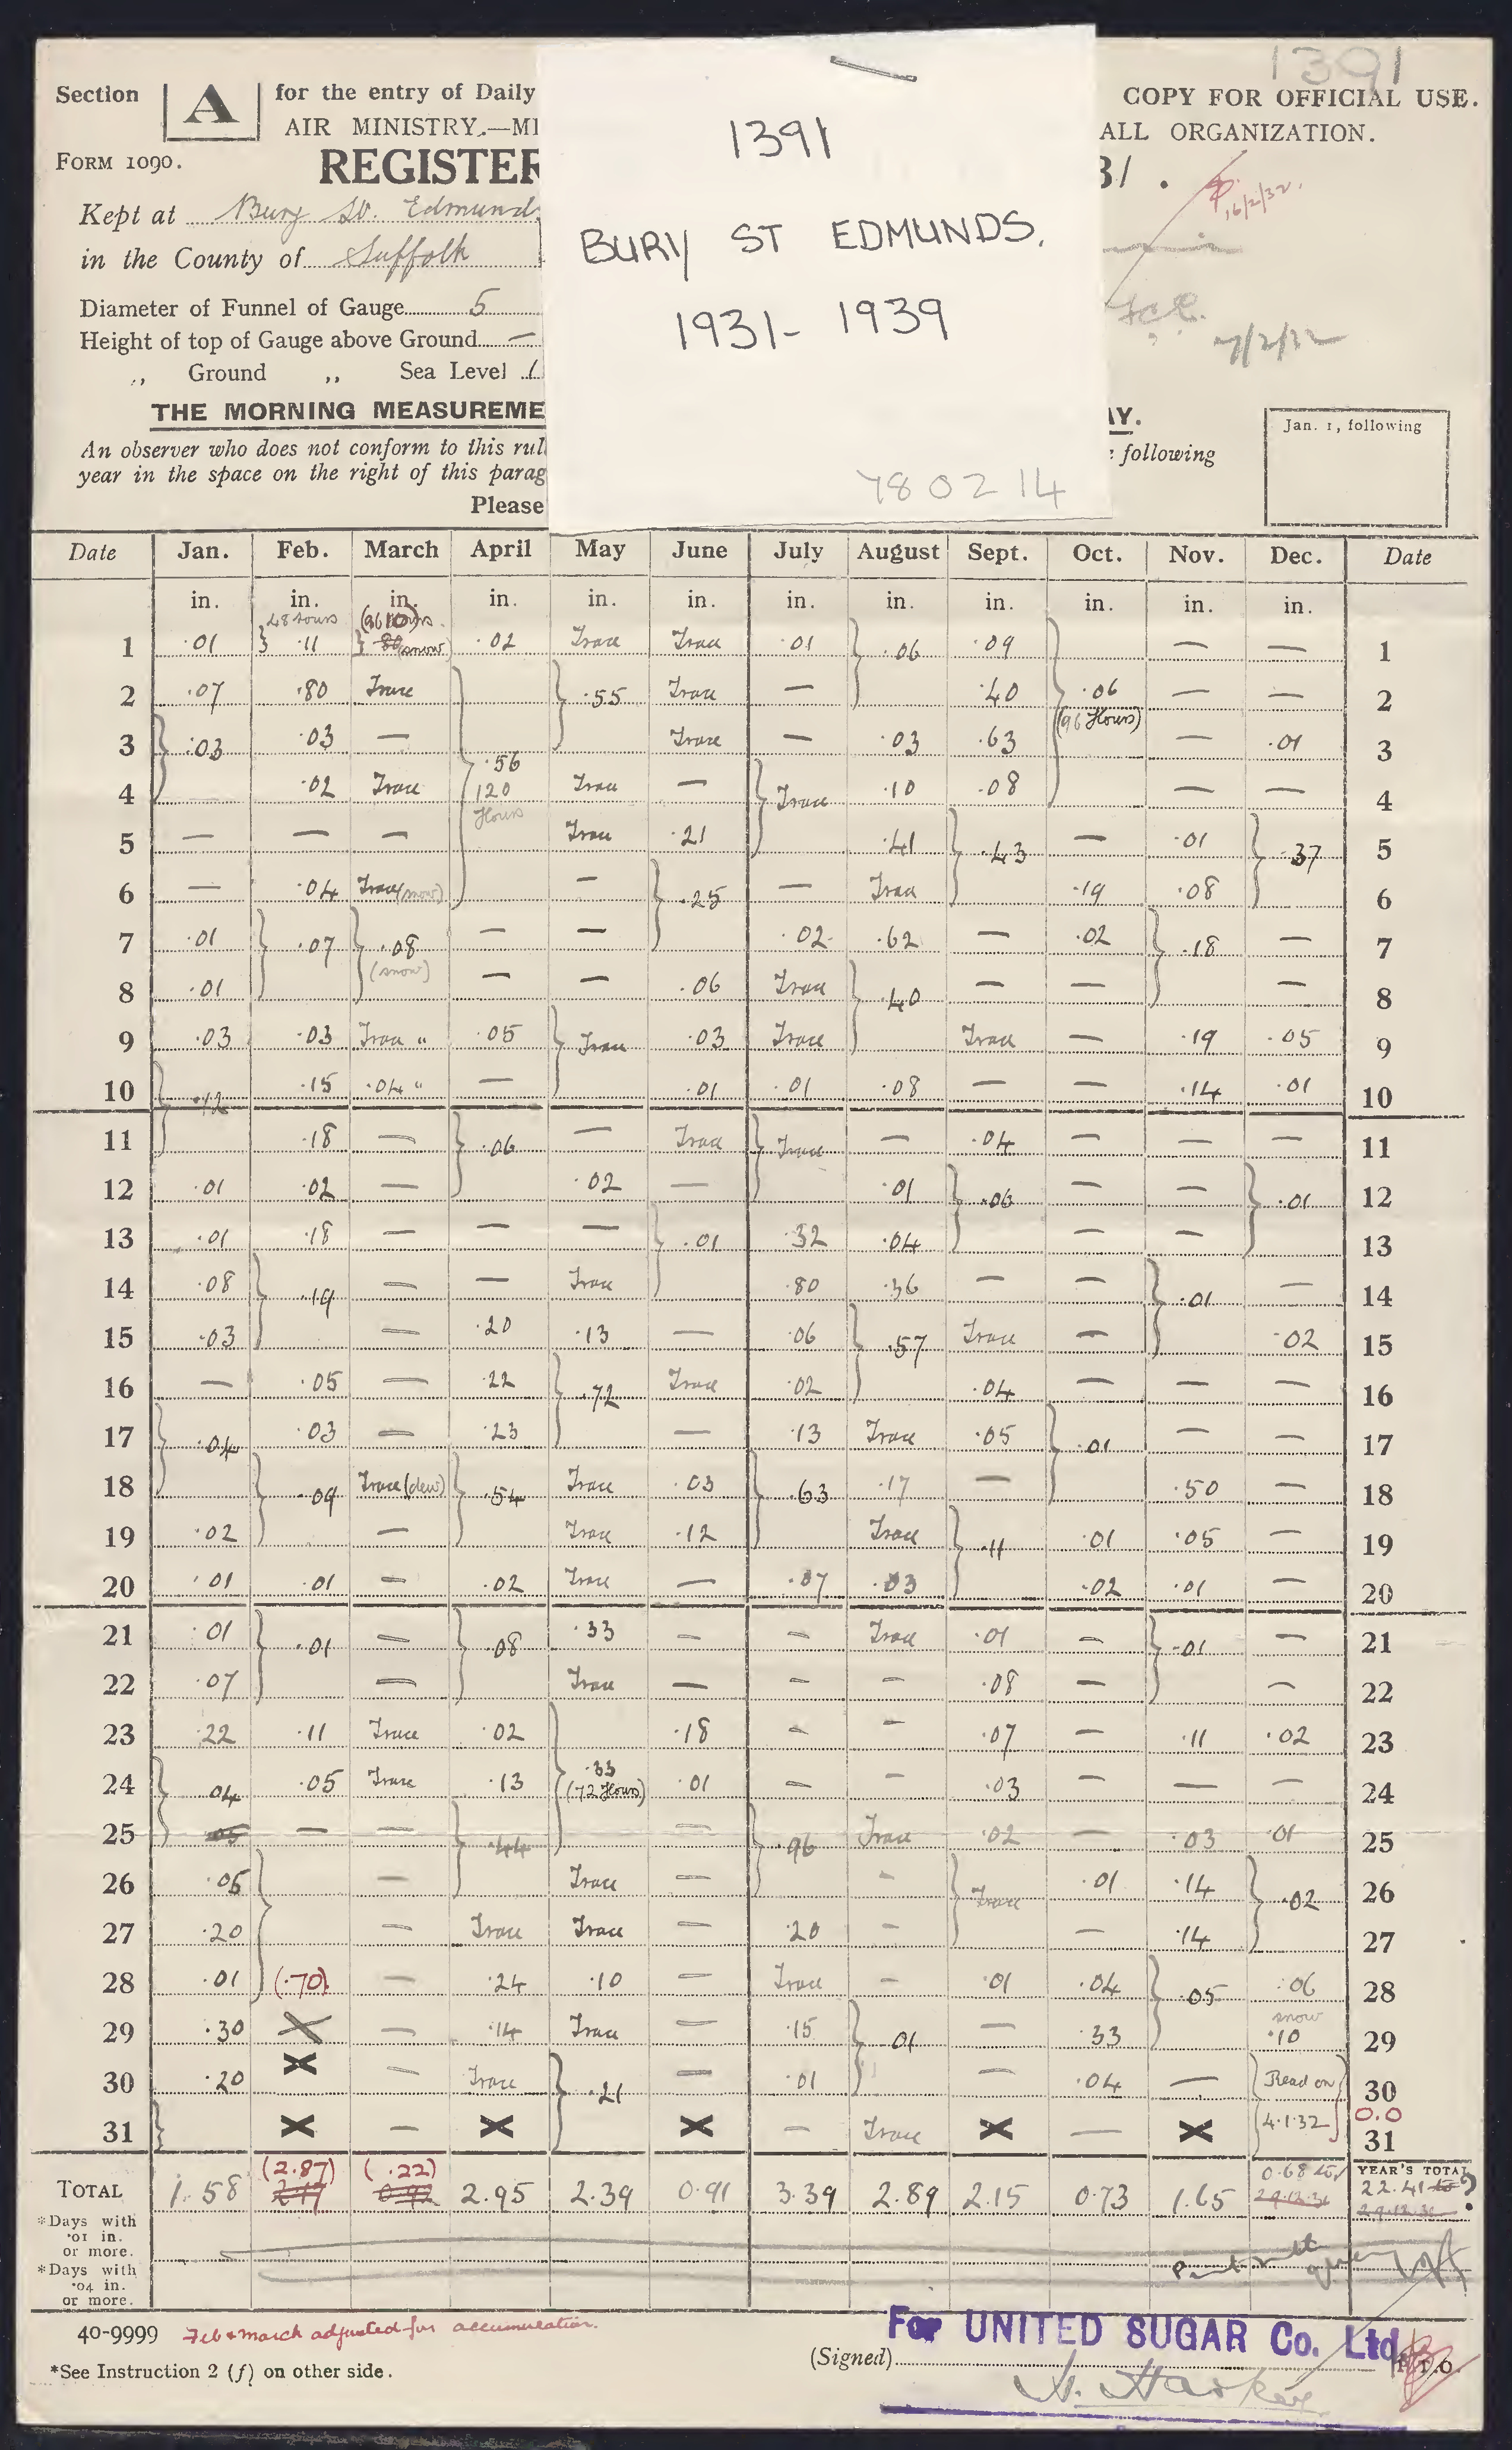 1391
Section A for the entry of Daily COPY FOR OFFICIAL USE.
AIR MINISTRY.—MI ALL ORGANIZATION.
FORM 1090. REGISTER 31.
16/2/32.
Kept at Bury St. Edmunds
in the County of Suffolk
Diameter of Funnel of Gauge 5
Height of top of Gauge above Ground —
7/2/32
,, Ground ,, Sea Level 1
THE MORNING MEASUREME AY.
An observer who does not conform to this rul following
year in the space on the right of this parag
Please
Jan. 1, following
1391
BURY ST EDMUNDS.
1931- 1939
780214
Date Jan. Feb. March April May June July August Sept. Oct. Nov. Dec. Date
in. in. in. in. in. in. in. in. in. in. in. in.
48 hours (96 Hours.
1 .01 } .11 } 80 (snow) .02 Trace Trace .01 } .06 .09 } — — 1
2 .07 .80 Trace } .55 Trace — .40 .06 — — 2
3 } .03 .03 — .56 Trace — .03 .63 (96 Hours) — .01 3
4 .02 Trace 120 Hours Trace — } Trace .10 .08 — — 4
5 — — — Trace .21 .41 } .43 — .01 } .37 5
6 — .04 Trace (snow) — } .25 — Trace .19 .08 6
7 .01 } .07 } .08 (snow) — — .02 .62 — .02 } .18 — 7
8 .01 — — .06 Trace } .40 — — — 8
9 .03 .03 Trace " .05 } Trace .03 Trace Trace — .19 .05 9
10 } .12 .15 .04 " — .01 .01 .08 — — .14 .01 10
11 .18 — } .06 — Trace } Trace — .04 — — — 11
12 .01 .02 — .02 — .01 } .06 — — } .01 12
13 .01 .18 — — — } .01 .32 .04 — — 13
14 .08 } .19 — — Trace .80 .36 — — } .01 — 14
15 .03 — .20 .13 — .06 } .57 Trace — .02 15
16 — .05 — .22 } .72 Trace .02 .04 — — — 16
17 } .04 .03 — .23 — .13 Trace .05 } .01 — — 17
18 } .09 Trace (dew) } .54 Trace .03 } .63 .17 — .50 — 18
19 .02 — Trace .12 Trace } .11 .01 .05 — 19
20 .01 .01 — .02 Trace — .07 .03 .02 .01 — 20
21 .01 } .01 — } .08 .33 — — Trace .01 — } .01 — 21
22 .07 — Trace — — — .08 — — 22
23 .22 .11 Trace .02 .18 — — .07 — .11 .02 23
24 } .04 .05 Trace .13 } .33 (72 Hours) .01 — — .03 — — — 24
25 05 — — } .44 — } .96 Trace .02 — .03 .01 25
26 .05 } — Trace — — } Trace .01 .14 } .02 26
27 .20 — Trace Trace — .20 — — .14 27
28 .01 (.70) — .24 .10 — Trace — .01 .04 } .05 .06 28
29 .30 X — .14 Trace — .15 } .01 — .33 snow .10 29
30 .20 X — Trace } .21 — .01 — .04 — Read on 30
31 } X — X X — Trace X — X 4.1.32 0.0 31
TOTAL 1.58 (2.87) 2.17 (.22) 0.92 2.95 2.39 0.91 3.39 2.89 2.15 0.73 1.65 0.68 to 29.12.31 YEAR'S TOTAL 22.41 to 29.12.31 ?
*Days with
.01 in.
or more.
*Days with
.04 in.
or more.
40-9999 Feb & March adjusted for accumulation.
For UNITED SUGAR Co. Ltd
*See Instruction 2 (f) on other side. (Signed) P.T.O.